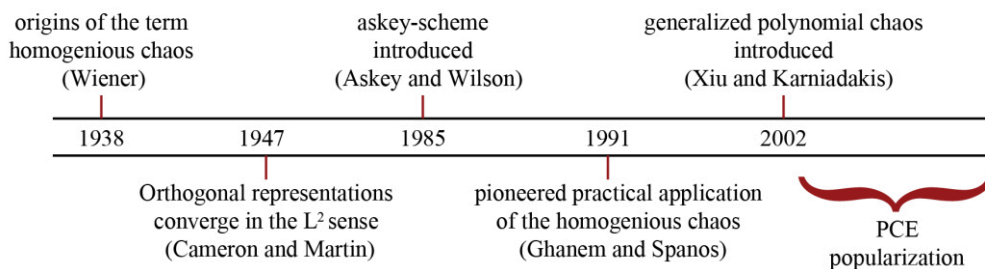 origins of the term
homogenious chaos
(Wiener)
askey-scheme
introduced
(Askey and Wilson)
generalized polynomial chaos
introduced
(Xiu and Karniadakis)
1938
1947
1985
1991
2002
Orthogonal representations
converge in the L² sense
(Cameron and Martin)
pioneered practical application
of the homogenious chaos
(Ghanem and Spanos)
PCE
popularization